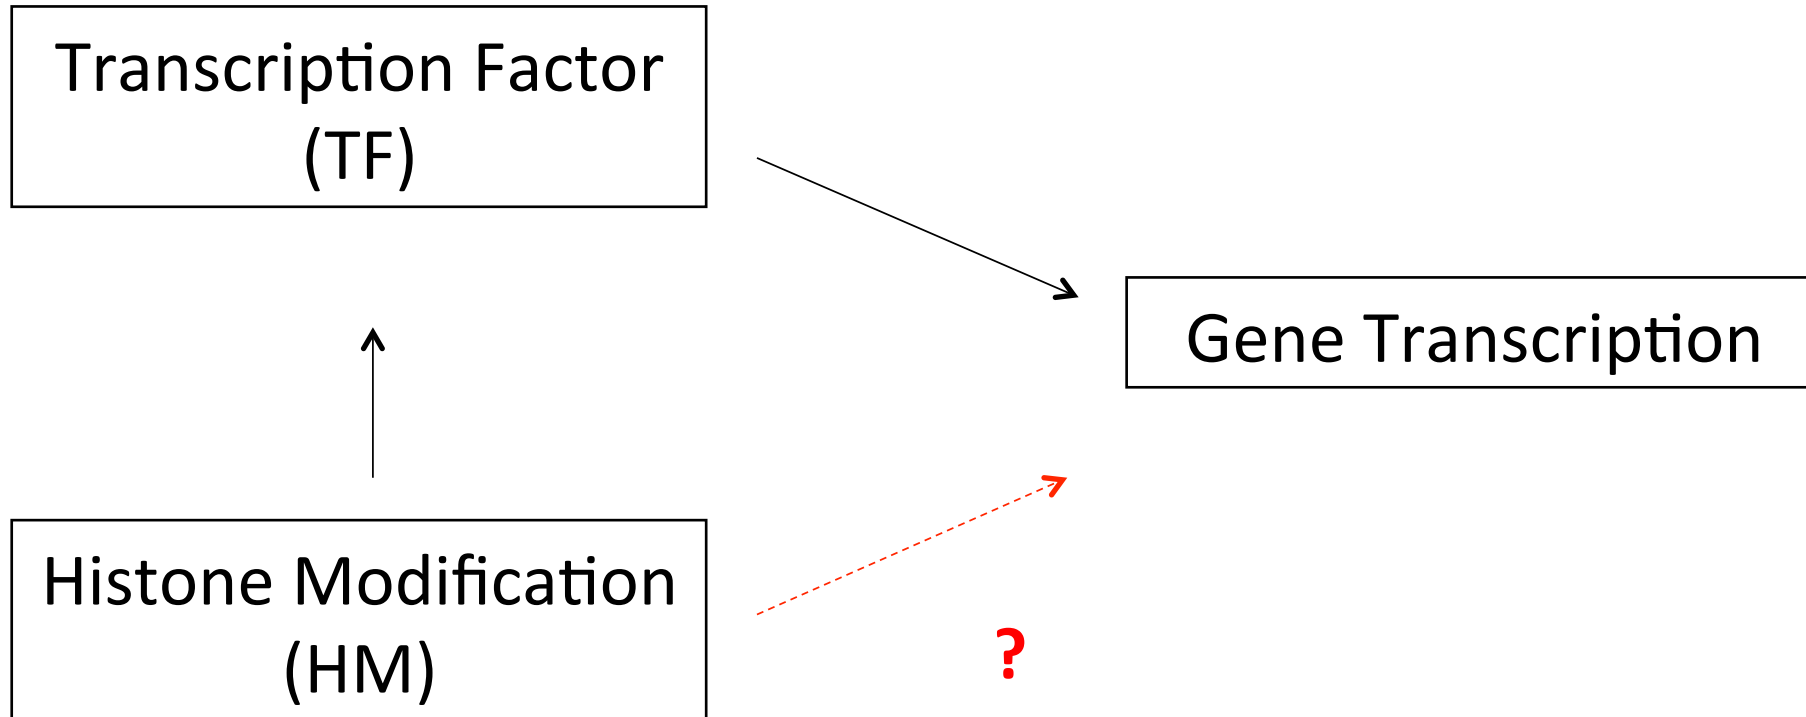 Transcription Factor
(TF)
Gene Transcription
Histone Modification
(HM)
?